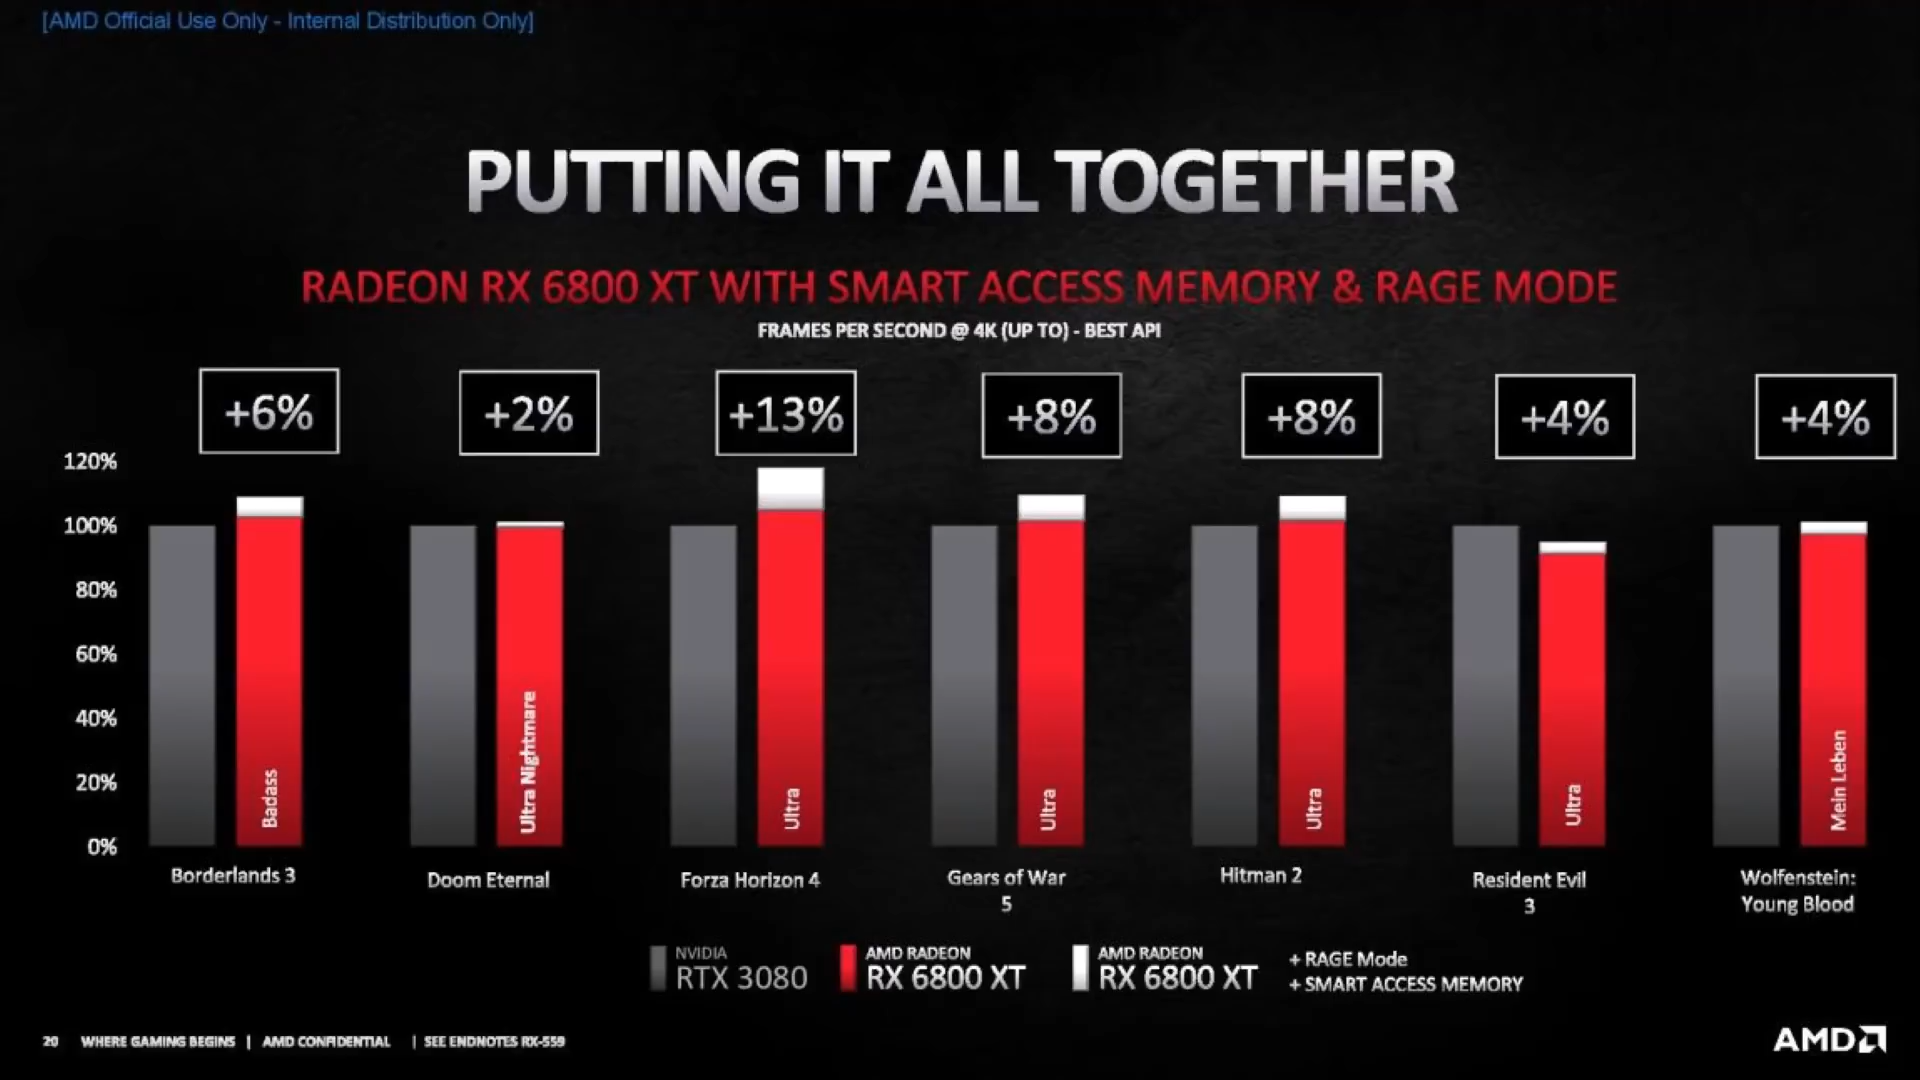 [AMD Official Use Only - Internal Distribution Only]
PUTTING IT ALL TOGETHER
RADEON RX 6800 XT WITH SMART ACCESS MEMORY & RAGE MODE
FRAMES PER SECOND @ 4K (UP TO) - BEST API
+6% +2% +13% +8% +8% +4% +4%
120%
100%
80%
60%
40%
20%
0%
Badass
Ultra Nightmare
Ultra
Ultra
Ultra
Ultra
Mein Leben
Borderlands 3
Doom Eternal
Forza Horizon 4
Gears of War
5
Hitman 2
Resident Evil
3
Wolfenstein:
Young Blood
NVIDIA
RTX 3080
AMD RADEON
RX 6800 XT
AMD RADEON
RX 6800 XT
+ RAGE Mode
+ SMART ACCESS MEMORY
20 WHERE GAMING BEGINS | AMD CONFIDENTIAL | SEE ENDNOTES RX-559
AMD